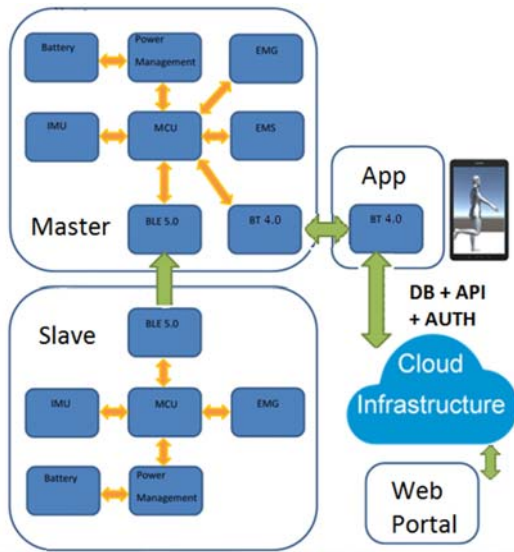 Battery
Power
Management
EMG
IMU
MCU
EMS
Master
BLE 5.0
BT 4.0
App
BT 4.0
DB + API
+ AUTH
Cloud
Infrastructure
Web
Portal
Slave
BLE 5.0
IMU
MCU
EMG
Battery
Power
Management